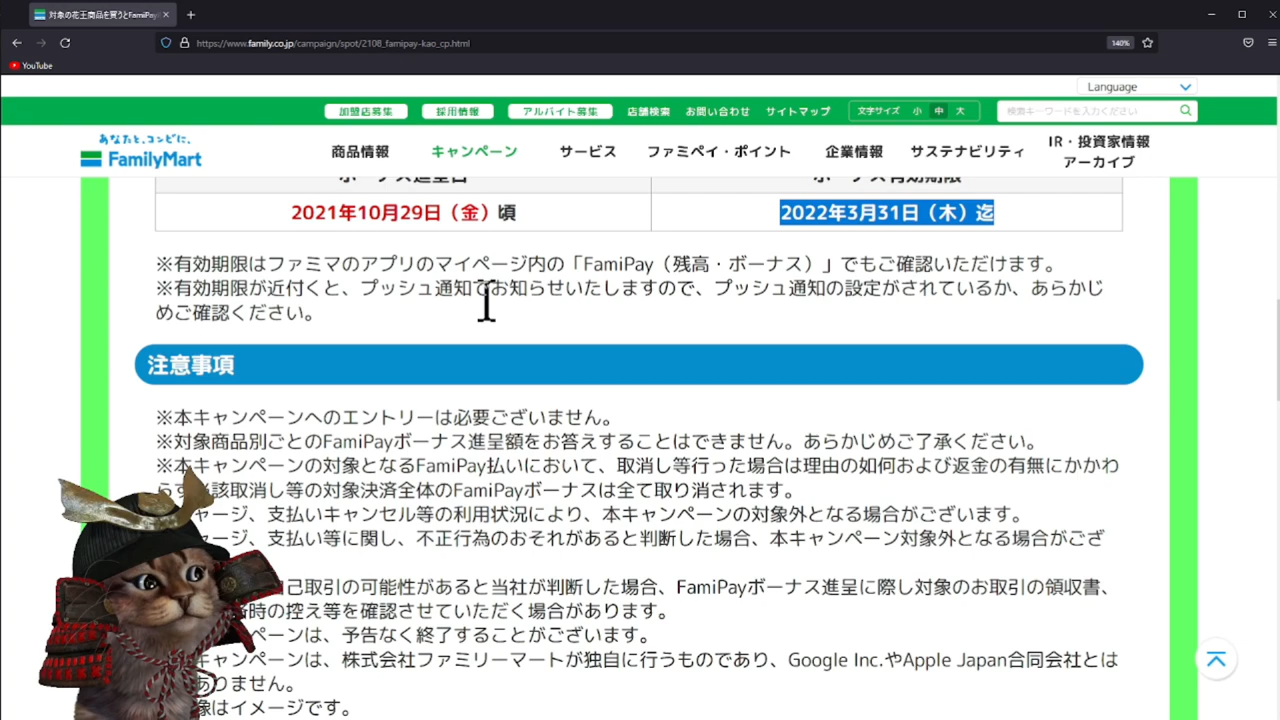 対象の花王商品を買うとFamiPay
https://www.family.co.jp/campaign/spot/2108_famipay-kao_cp.html
140%
YouTube
Language
加盟店募集 採用情報 アルバイト募集 店舗検索 お問い合わせ サイトマップ 文字サイズ 小 中 大 検索キーワードを入力ください
あなたと、コンビに、
FamilyMart
商品情報 キャンペーン サービス ファミペイ・ポイント 企業情報 サステナビリティ IR・投資家情報
アーカイブ
ボーナス進呈日 ボーナス有効期限
2021年10月29日（金）頃 2022年3月31日（木）迄
※有効期限はファミマのアプリのマイページ内の「FamiPay（残高・ボーナス）」でもご確認いただけます。
※有効期限が近付くと、プッシュ通知でお知らせいたしますので、プッシュ通知の設定がされているか、あらかじ
めご確認ください。
注意事項
※本キャンペーンへのエントリーは必要ございません。
※対象商品別ごとのFamiPayボーナス進呈額をお答えすることはできません。あらかじめご了承ください。
※本キャンペーンの対象となるFamiPay払いにおいて、取消し等行った場合は理由の如何および返金の有無にかかわ
らず当該取消し等の対象決済全体のFamiPayボーナスは全て取り消されます。
ャージ、支払いキャンセル等の利用状況により、本キャンペーンの対象外となる場合がございます。
ャージ、支払い等に関し、不正行為のおそれがあると判断した場合、本キャンペーン対象外となる場合がござ
己取引の可能性があると当社が判断した場合、FamiPayボーナス進呈に際し対象のお取引の領収書、
時の控え等を確認させていただく場合があります。
ペーンは、予告なく終了することがございます。
キャンペーンは、株式会社ファミリーマートが独自に行うものであり、Google Inc.やApple Japan合同会社とは
ありません。
像はイメージです。